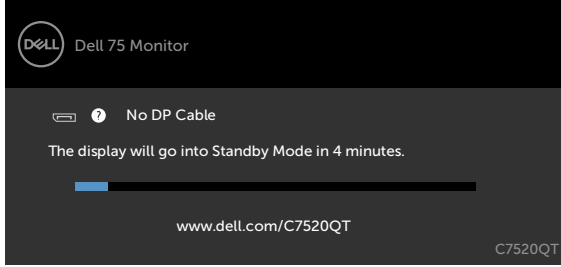 DELL
Dell 75 Monitor
? No DP Cable
The display will go into Standby Mode in 4 minutes.
www.dell.com/C7520QT
C7520QT